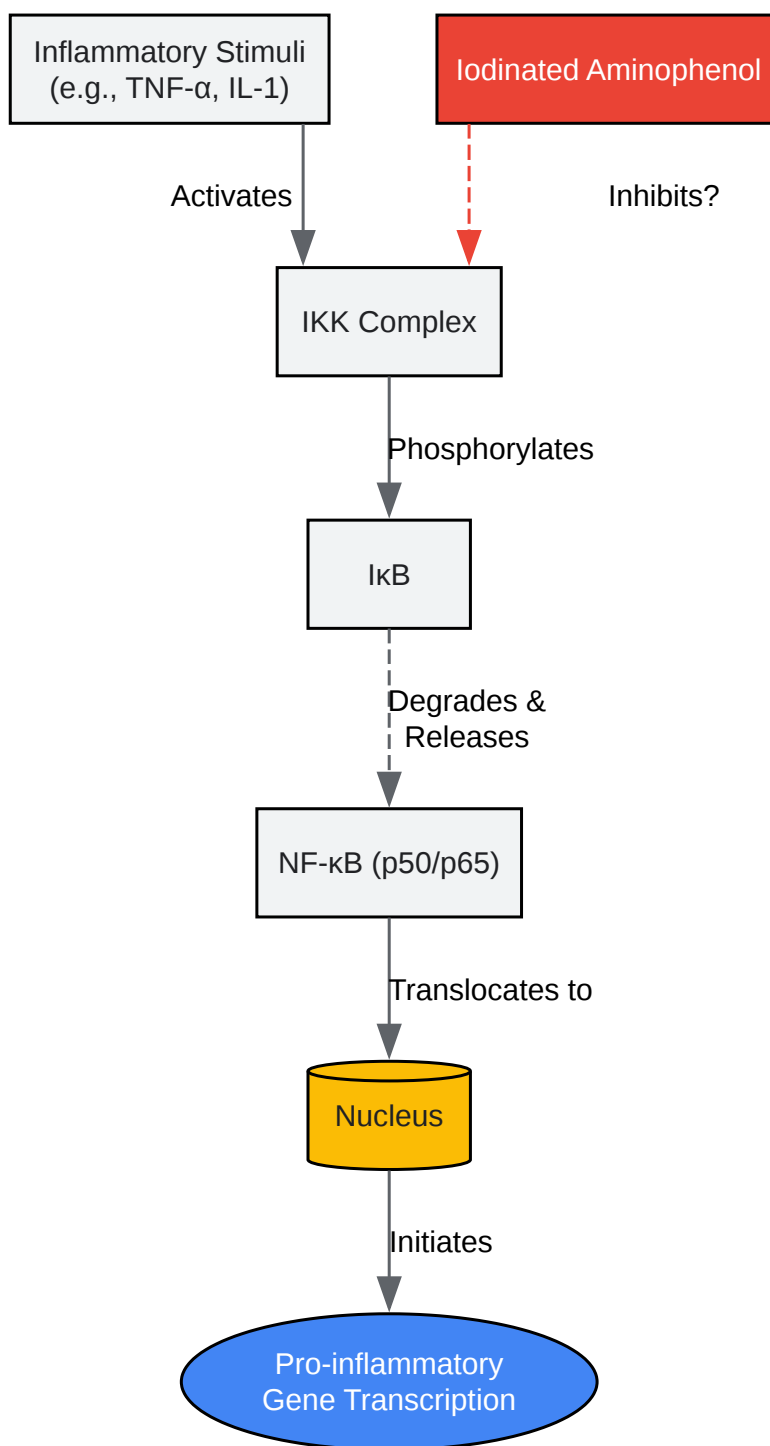 Inflammatory Stimuli
(e.g., TNF-α, IL-1)
Iodinated Aminophenol
Activates
Inhibits?
IKK Complex
Phosphorylates
IκB
Degrades &
Releases
NF-κB (p50/p65)
Translocates to
Nucleus
Initiates
Pro-inflammatory
Gene Transcription